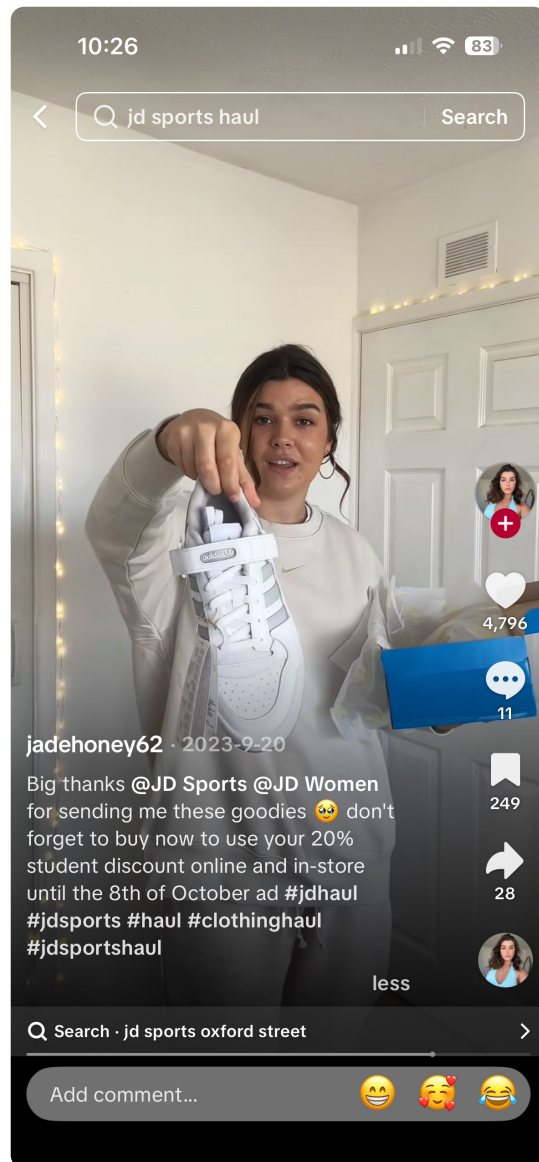 10:26
83
jd sports haul
Search
adidas
4,796
11
jadehoney62 · 2023-9-20
Big thanks @JD Sports @JD Women
for sending me these goodies 🥹 don't
forget to buy now to use your 20%
student discount online and in-store
until the 8th of October ad #jdhaul
#jdsports #haul #clothinghaul
#jdsportshaul
249
28
less
Search · jd sports oxford street
Add comment...